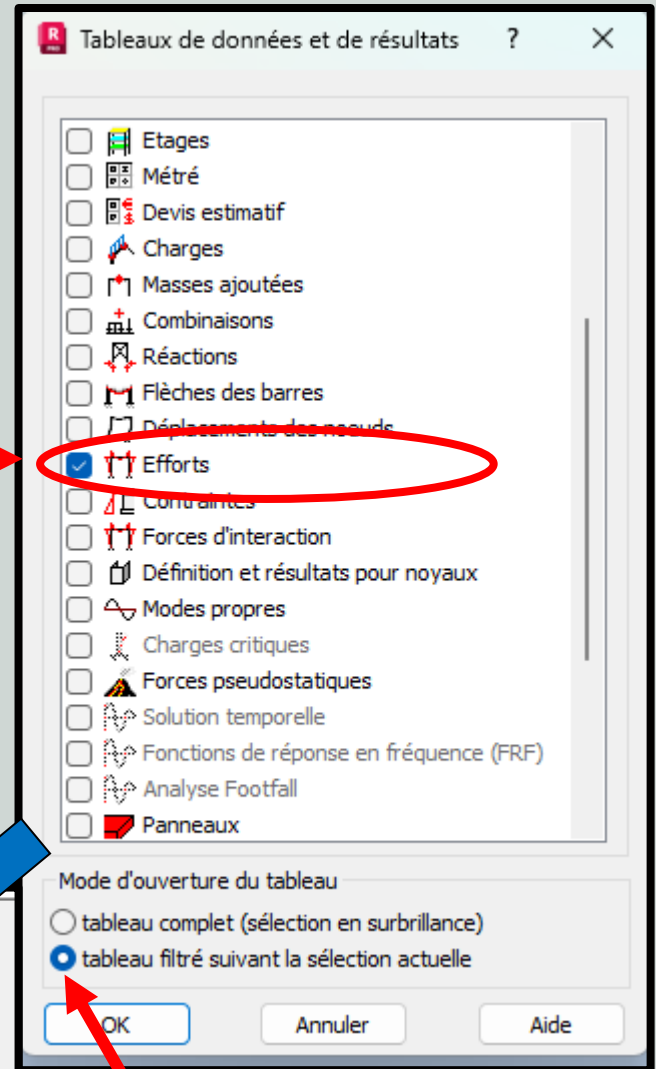 R PRO Tableaux de données et de résultats ?
Etages
Métré
Devis estimatif
Charges
Masses ajoutées
Combinaisons
Réactions
Flèches des barres
Déplacements des noeuds
Efforts
Contraintes
Forces d'interaction
Définition et résultats pour noyaux
Modes propres
Charges critiques
Forces pseudostatiques
Solution temporelle
Fonctions de réponse en fréquence (FRF)
Analyse Footfall
Panneaux
Mode d'ouverture du tableau
tableau complet (sélection en surbrillance)
tableau filtré suivant la sélection actuelle
OK Annuler Aide